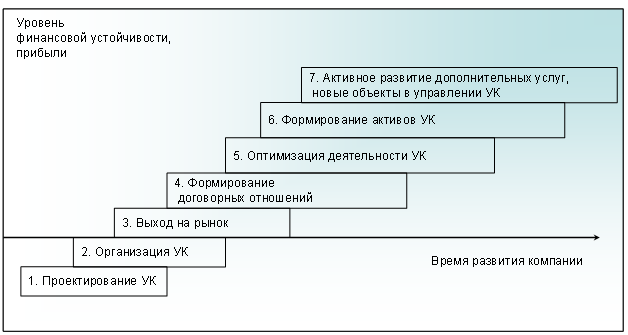 Уровень
финансовой устойчивости,
прибыли
7. Активное развитие дополнительных услуг,
новые объекты в управлении УК
6. Формирование активов УК
5. Оптимизация деятельности УК
4. Формирование
договорных отношений
3. Выход на рынок
2. Организация УК
Время развития компании
1. Проектирование УК